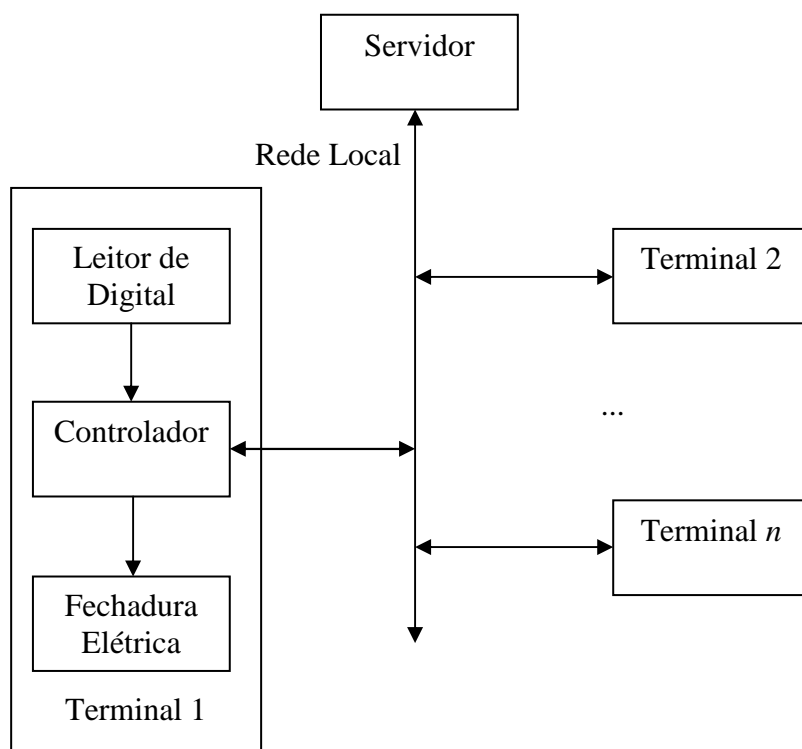 Servidor
Rede Local
Leitor de
Digital
Terminal 2
...
Controlador
Terminal n
Fechadura
Elétrica
Terminal 1